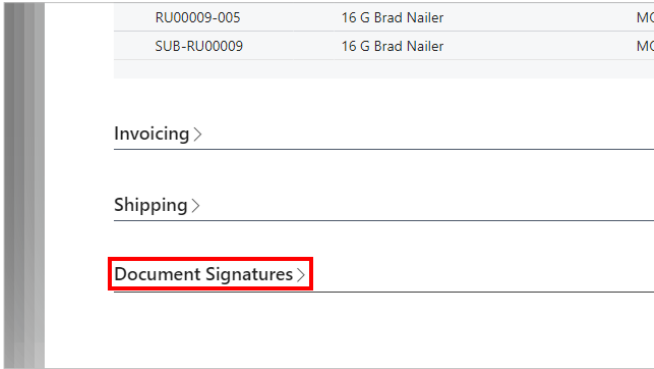 RU00009-005 16 G Brad Nailer
SUB-RU00009 16 G Brad Nailer
Invoicing >
Shipping >
Document Signatures >